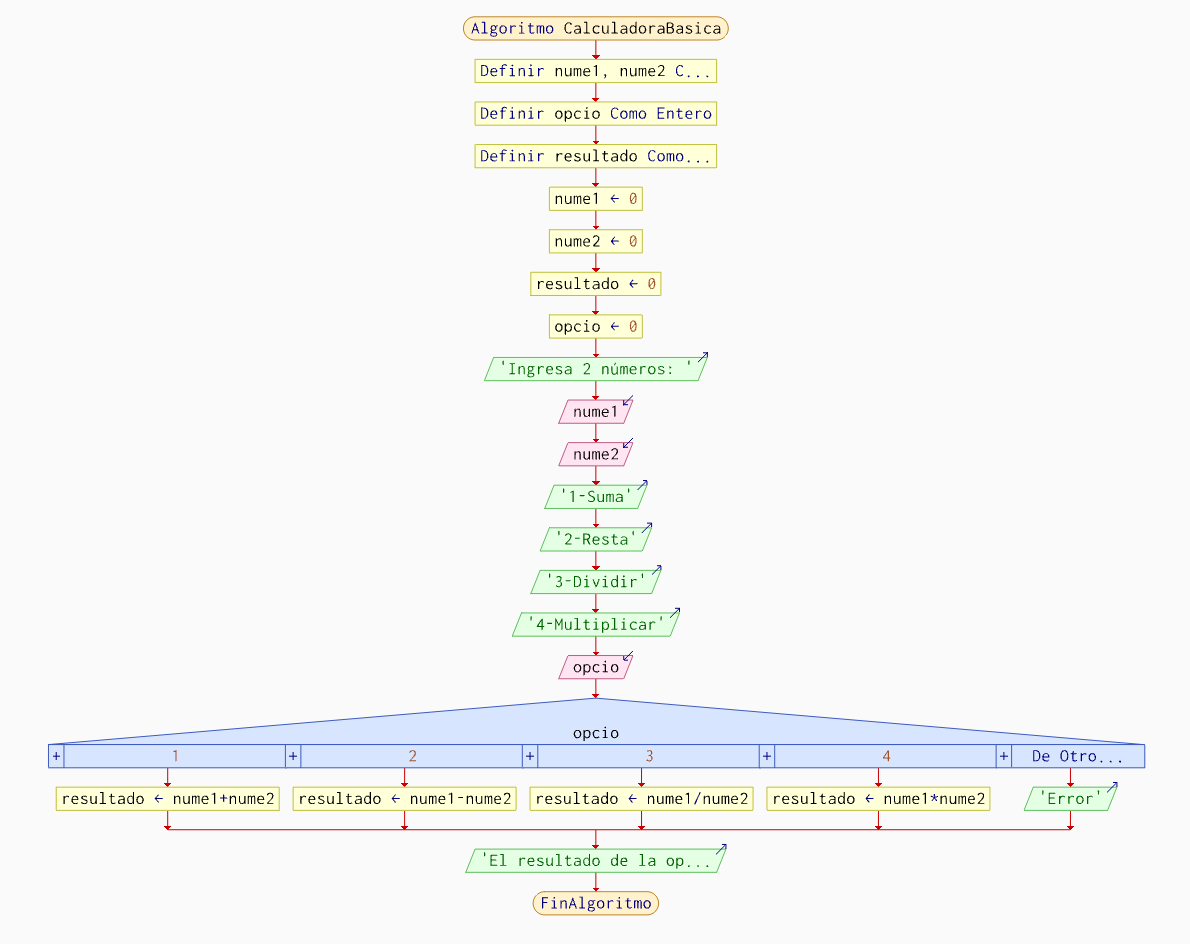 Algoritmo CalculadoraBasica
Definir nume1, nume2 C...
Definir opcio Como Entero
Definir resultado Como...
nume1 ← 0
nume2 ← 0
resultado ← 0
opcio ← 0
'Ingresa 2 números: '
nume1
nume2
'1-Suma'
'2-Resta'
'3-Dividir'
'4-Multiplicar'
opcio
opcio
+ 1 + 2 + 3 + 4 + De Otro...
resultado ← nume1+nume2 resultado ← nume1-nume2 resultado ← nume1/nume2 resultado ← nume1*nume2 'Error'
'El resultado de la op...
FinAlgoritmo